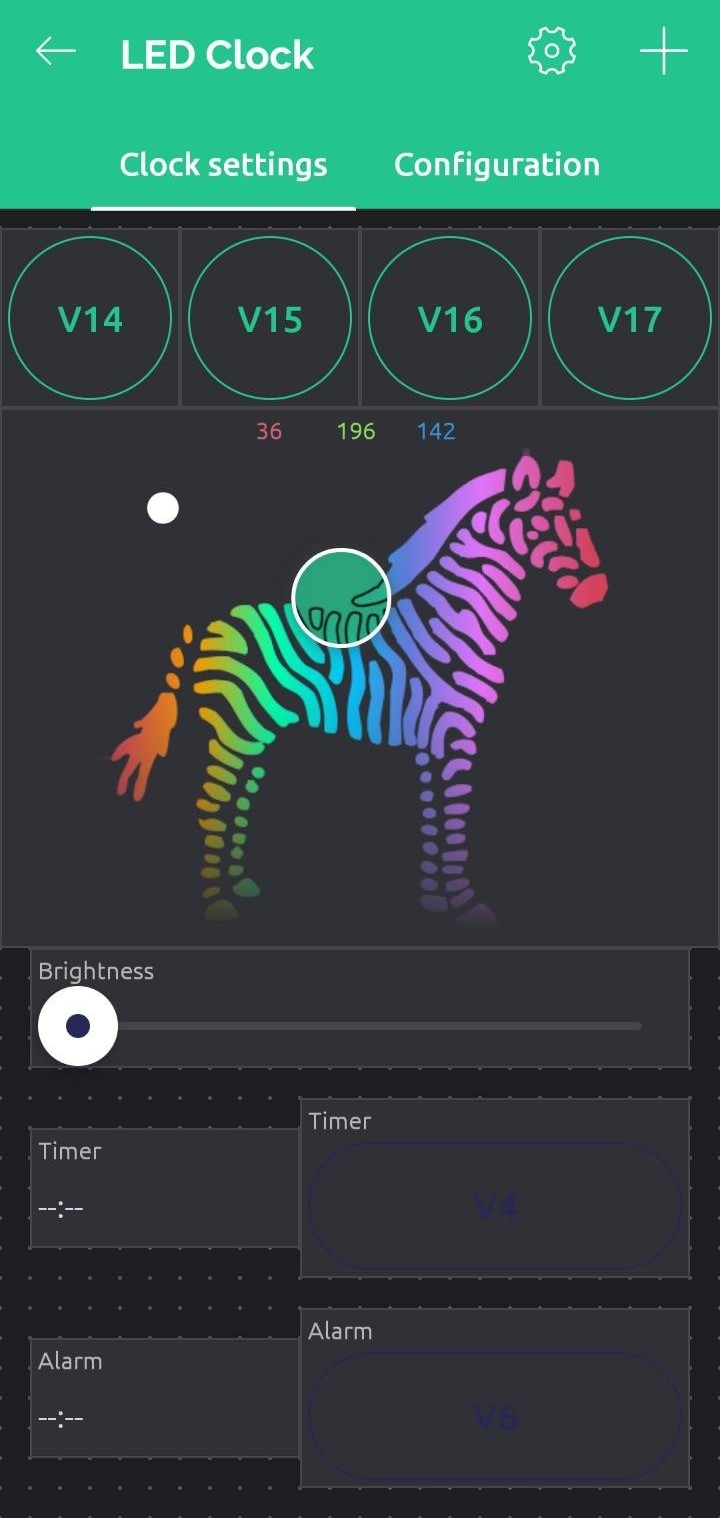 LED Clock
Clock settings Configuration
V14 V15 V16 V17
36 196 142
Brightness
Timer
Timer
--:--
V4
Alarm
Alarm
--:--
V6